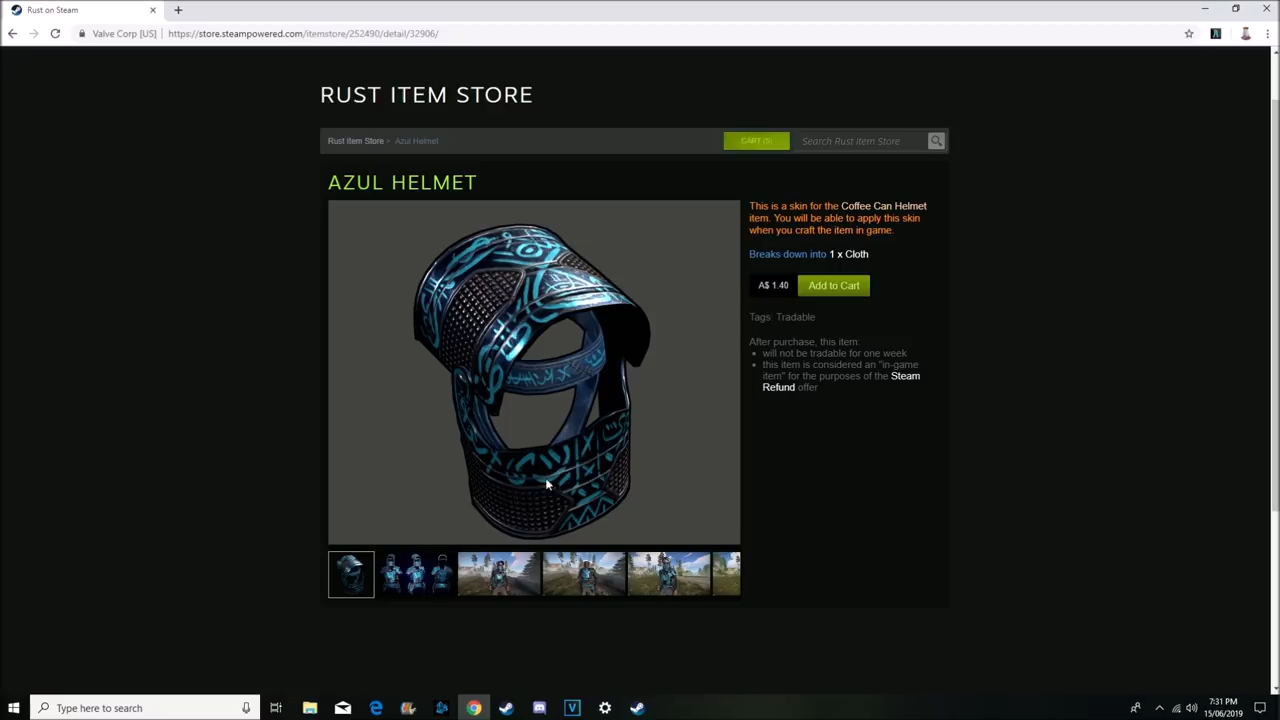 Rust on Steam
Valve Corp [US]
https://store.steampowered.com/itemstore/252490/detail/32906/
RUST ITEM STORE
Rust Item Store > Azul Helmet
CART (5)
Search Rust Item Store
AZUL HELMET
This is a skin for the Coffee Can Helmet
item. You will be able to apply this skin
when you craft the item in game.
Breaks down into 1 x Cloth
A$ 1.40
Add to Cart
Tags: Tradable
After purchase, this item:
will not be tradable for one week
this item is considered an "in-game
item" for the purposes of the Steam
Refund offer
Type here to search
7:31 PM
15/06/2019